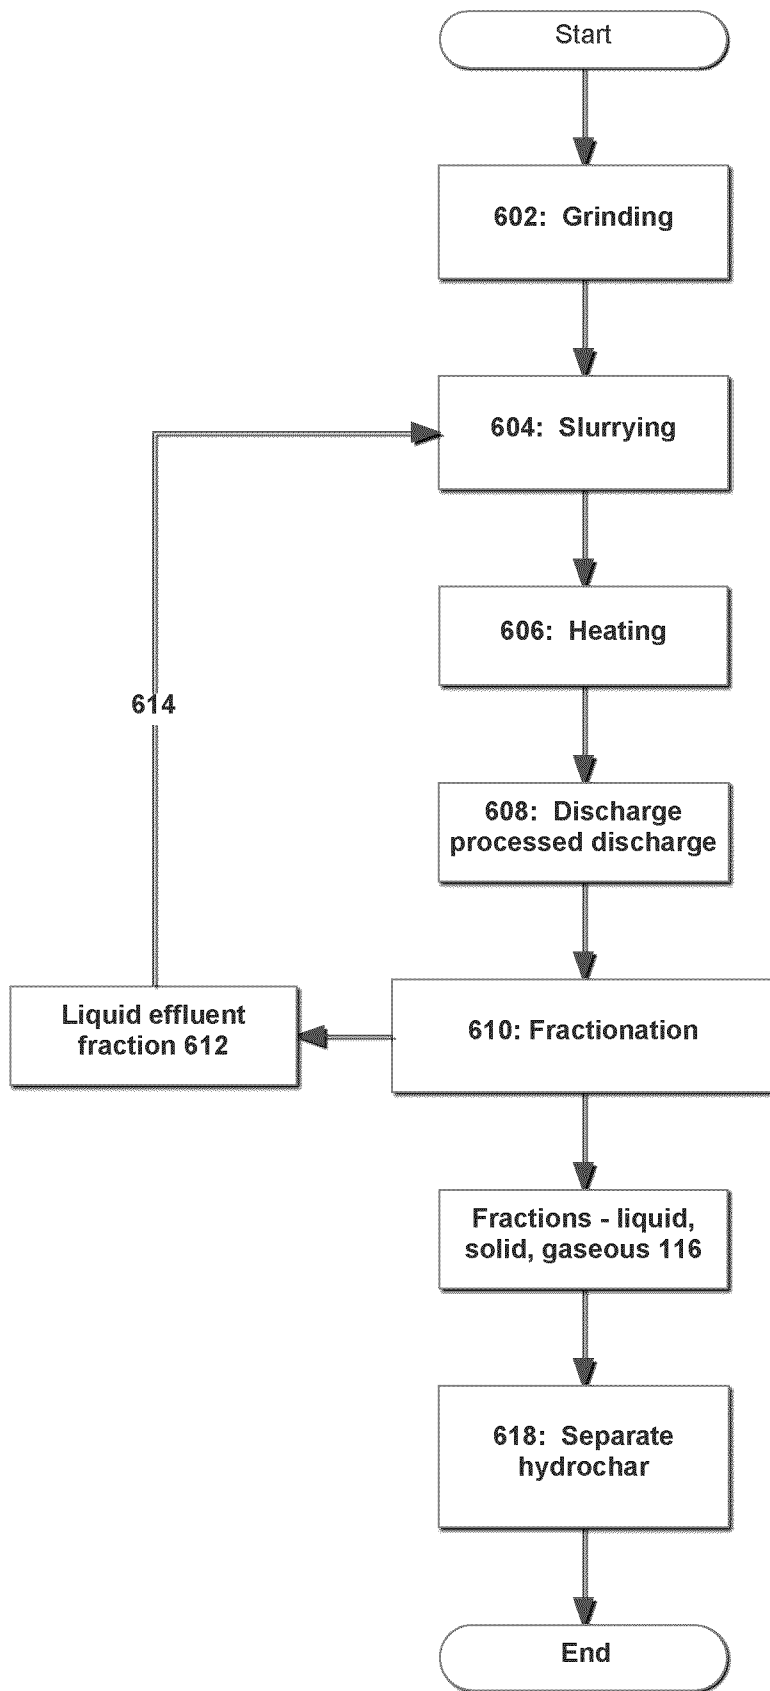 Start
602: Grinding
604: Slurrying
606: Heating
614
608: Discharge
processed discharge
Liquid effluent
fraction 612
610: Fractionation
Fractions - liquid,
solid, gaseous 116
618: Separate
hydrochar
End